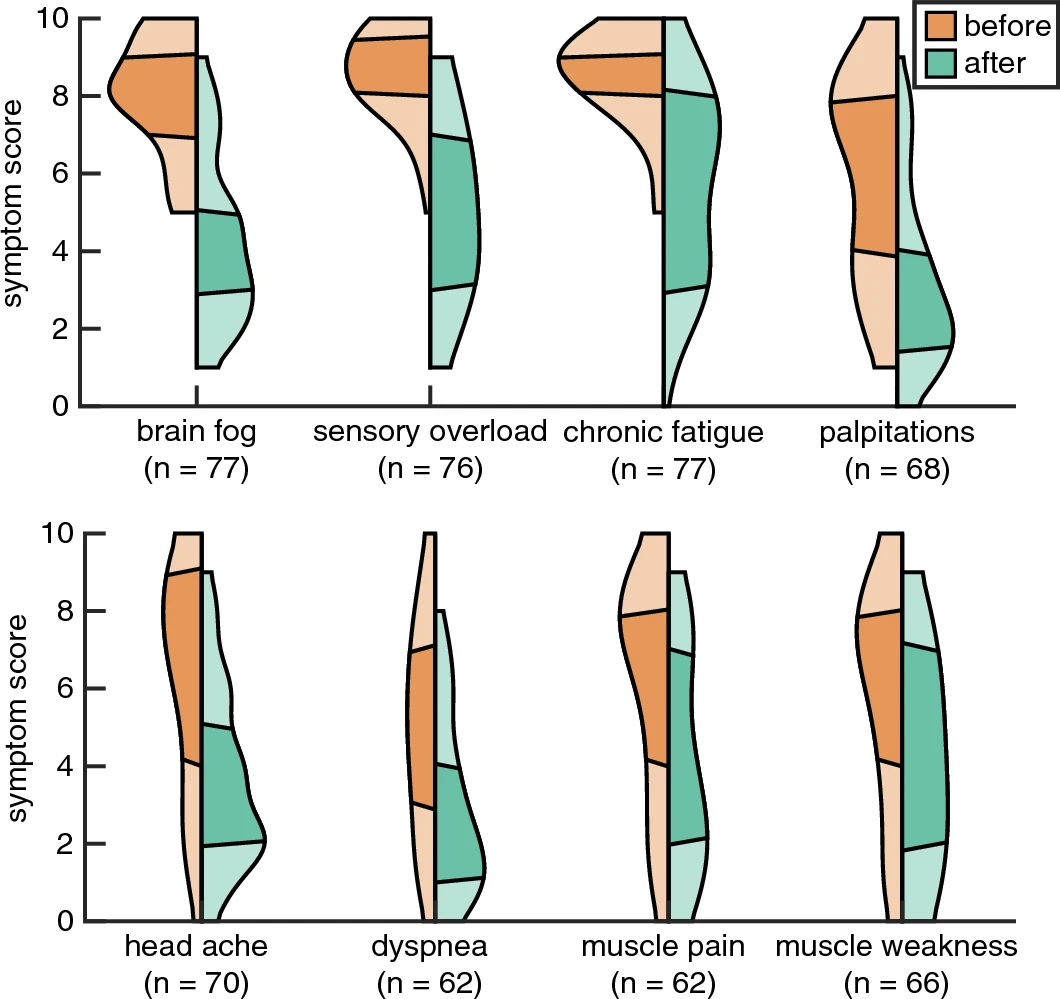 10
8
6
4
2
0
symptom score
before
after
brain fog
(n = 77)
sensory overload
(n = 76)
chronic fatigue
(n = 77)
palpitations
(n = 68)
10
8
6
4
2
0
symptom score
head ache
(n = 70)
dyspnea
(n = 62)
muscle pain
(n = 62)
muscle weakness
(n = 66)